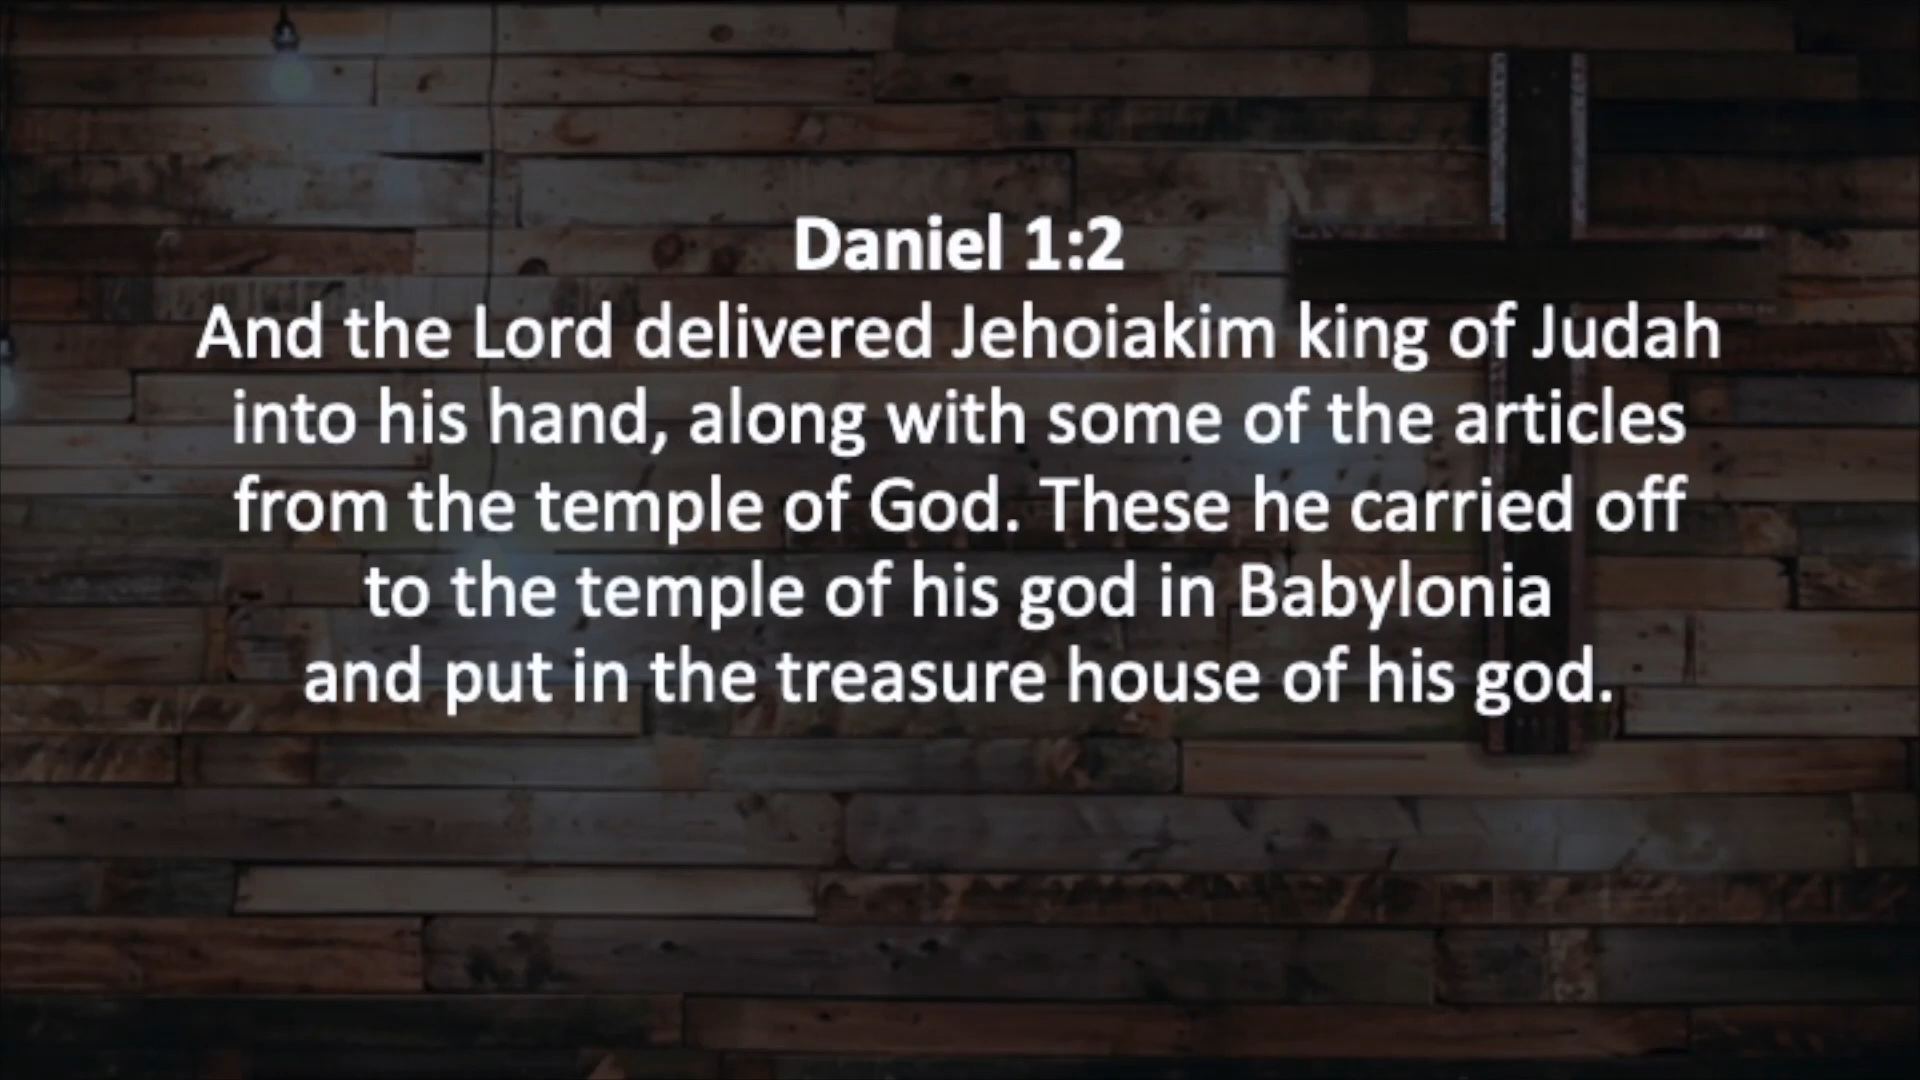 Daniel 1:2
And the Lord delivered Jehoiakim king of Judah
into his hand, along with some of the articles
from the temple of God. These he carried off
to the temple of his god in Babylonia
and put in the treasure house of his god.